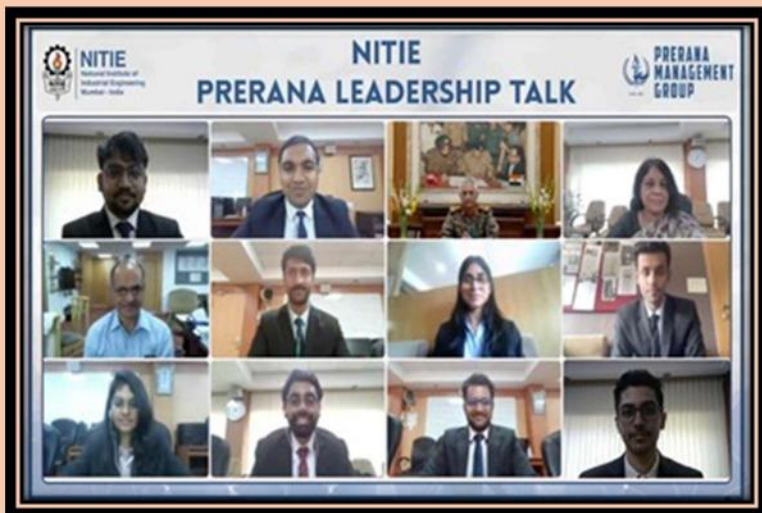 NITIE
National Institute of
Industrial Engineering
Mumbai - India
NITIE
PRERANA LEADERSHIP TALK
PRERANA
MANAGEMENT
GROUP